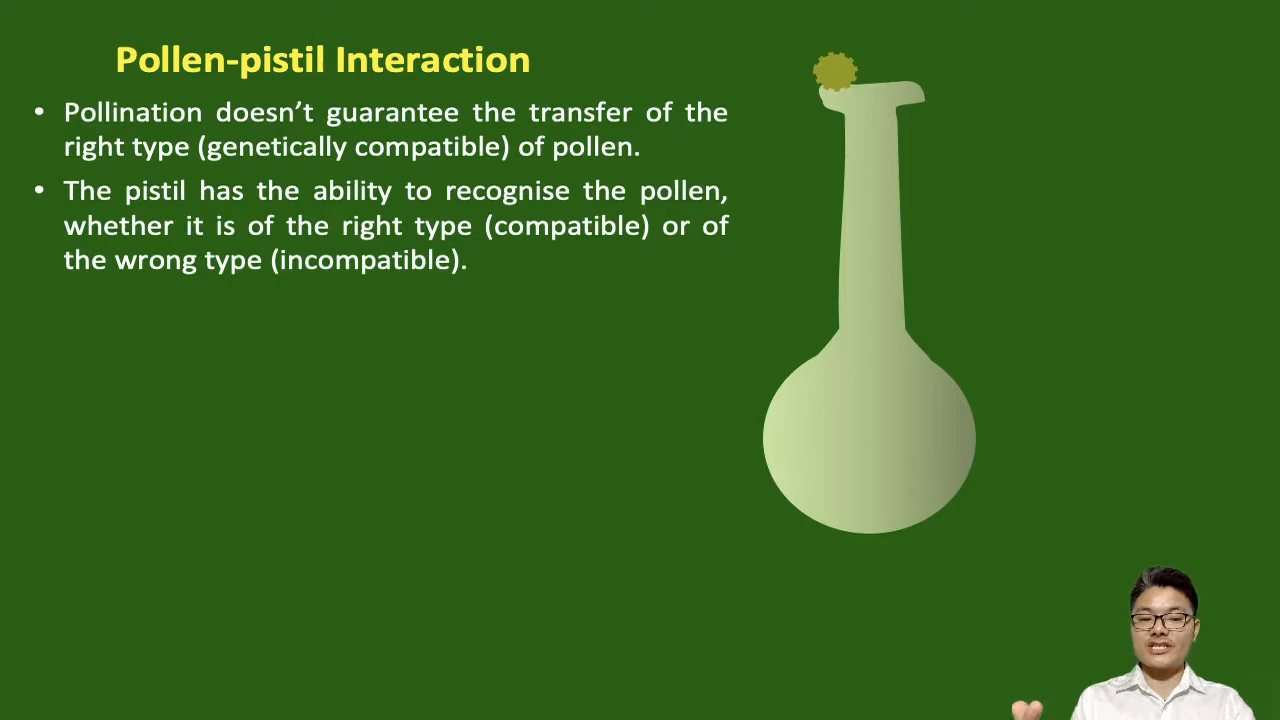 Pollen-pistil Interaction
• Pollination doesn’t guarantee the transfer of the
right type (genetically compatible) of pollen.
• The pistil has the ability to recognise the pollen,
whether it is of the right type (compatible) or of
the wrong type (incompatible).